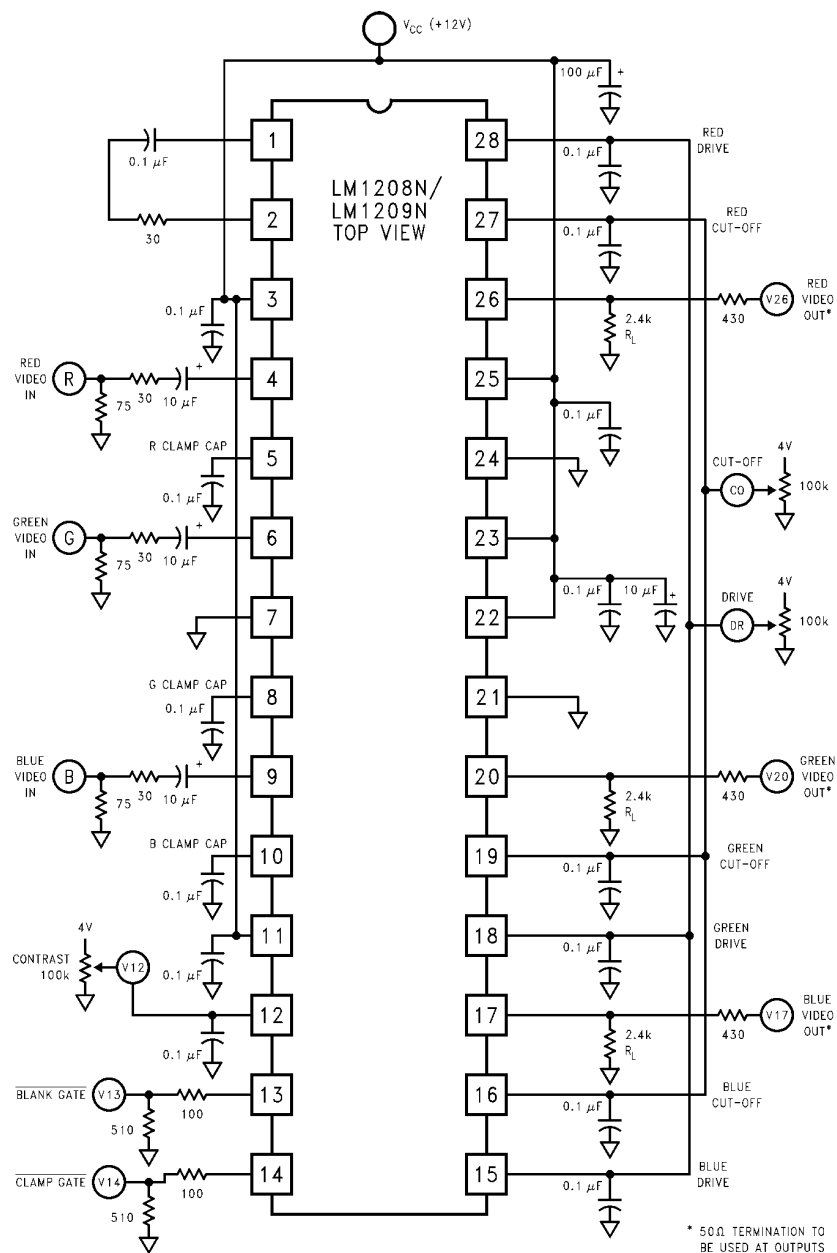 V_CC (+12V)
100 μF +
0.1 μF
1
28
0.1 μF
RED
DRIVE
LM1208N/
LM1209N
TOP VIEW
30
2
27
0.1 μF
RED
CUT-OFF
0.1 μF
3
26
2.4k
R_L
430
V26
RED
VIDEO
OUT*
RED
VIDEO
IN
R
75
30
10 μF
+
4
25
0.1 μF
R CLAMP CAP
0.1 μF
5
24
CUT-OFF
CO
4V
100k
GREEN
VIDEO
IN
G
75
30
10 μF
+
6
23
0.1 μF
10 μF
+
7
22
DRIVE
DR
4V
100k
G CLAMP CAP
0.1 μF
8
21
BLUE
VIDEO
IN
B
75
30
10 μF
+
9
20
2.4k
R_L
430
V20
GREEN
VIDEO
OUT*
B CLAMP CAP
0.1 μF
10
19
0.1 μF
GREEN
CUT-OFF
0.1 μF
11
18
0.1 μF
GREEN
DRIVE
4V
CONTRAST
100k
V12
0.1 μF
12
17
2.4k
R_L
430
V17
BLUE
VIDEO
OUT*
BLANK GATE
V13
510
100
13
16
0.1 μF
BLUE
CUT-OFF
CLAMP GATE
V14
510
100
14
15
0.1 μF
BLUE
DRIVE
* 50Ω TERMINATION TO
BE USED AT OUTPUTS